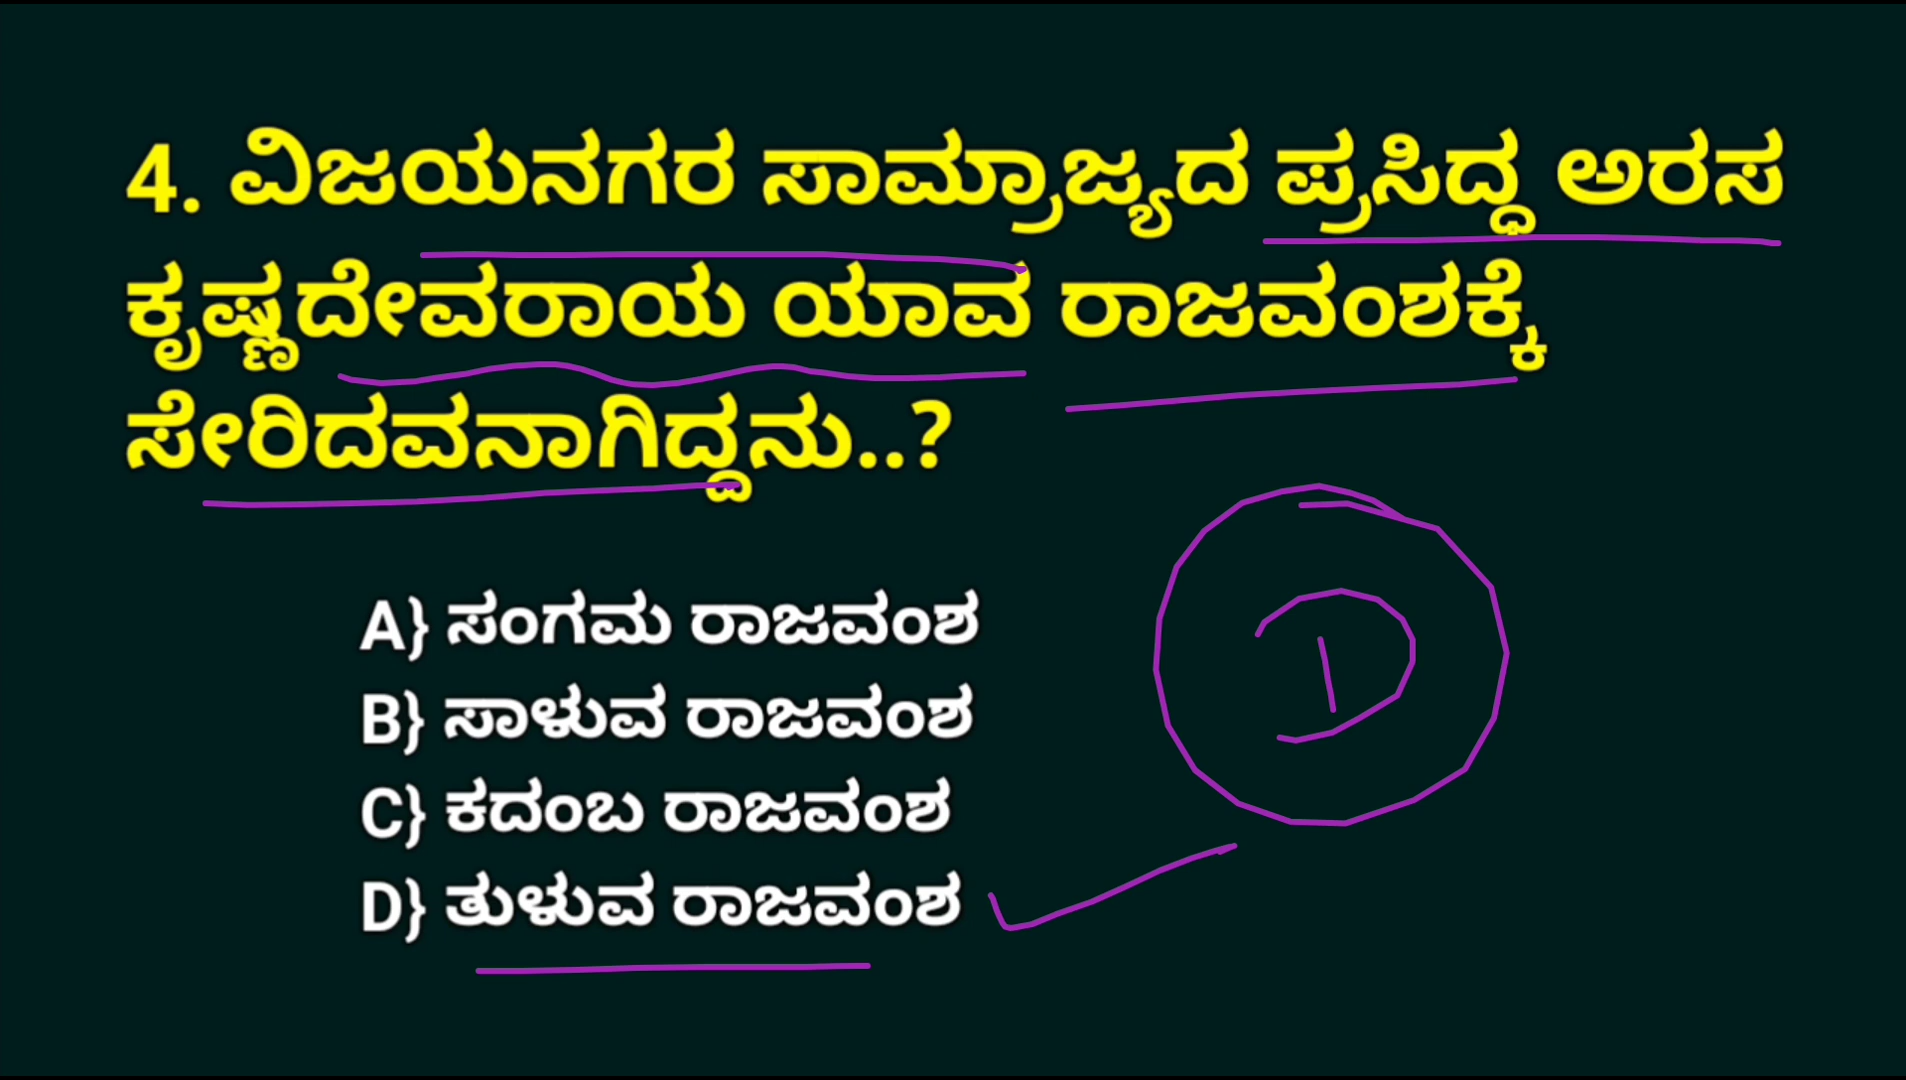 4. ವಿಜಯನಗರ ಸಾಮ್ರಾಜ್ಯದ ಪ್ರಸಿದ್ಧ ಅರಸ
ಕೃಷ್ಣದೇವರಾಯ ಯಾವ ರಾಜವಂಶಕ್ಕೆ
ಸೇರಿದವನಾಗಿದ್ದನು..?
A} ಸಂಗಮ ರಾಜವಂಶ
B} ಸಾಳುವ ರಾಜವಂಶ
C} ಕದಂಬ ರಾಜವಂಶ
D} ತುಳುವ ರಾಜವಂಶ
D